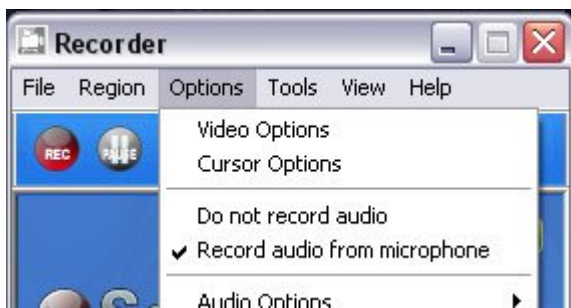 Recorder
File Region Options Tools View Help
REC PAUSE
Video Options
Cursor Options
Do not record audio
Record audio from microphone
Audio Options